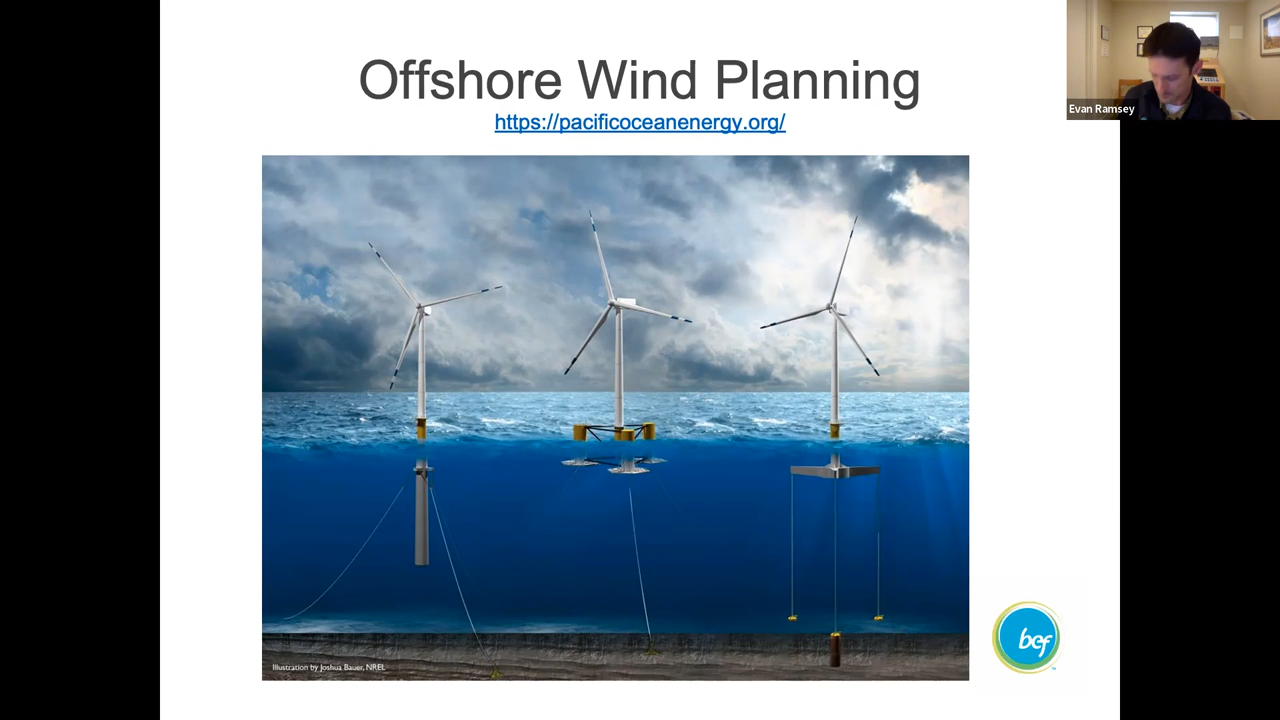 Offshore Wind Planning
https://pacificoceanenergy.org/
Evan Ramsey
Illustration by Joshua Bauer, NREL
bef